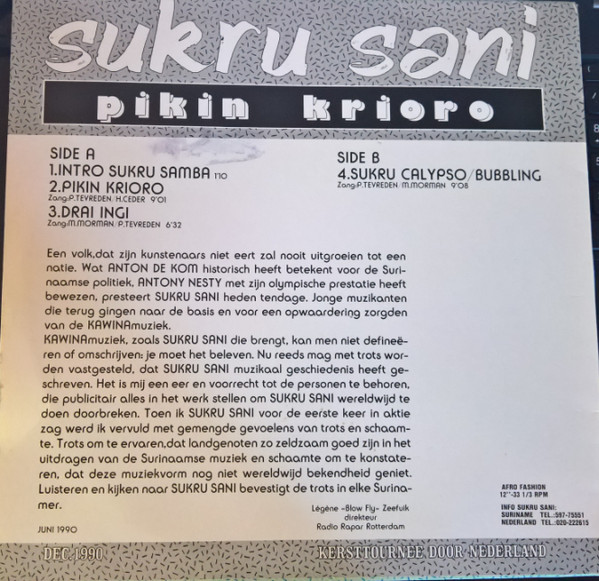 sukru sani
pikin krioro
SIDE A
1.INTRO SUKRU SAMBA 110
2.PIKIN KRIORO
Zang:P.TEVREDEN/H.CEDER 9'01
3.DRAI INGI
Zang:M.MORMAN/P.TEVREDEN 6'32
SIDE B
4.SUKRU CALYPSO/BUBBLING
Zang:P.TEVREDEN M.MORMAN 9'08
Een volk,dat zijn kunstenaars niet eert zal nooit uitgroeien tot een
natie. Wat ANTON DE KOM historisch heeft betekent voor de Suri-
naamse politiek, ANTONY NESTY met zijn olympische prestatie heeft
bewezen, presteert SUKRU SANI heden tendage. Jonge muzikanten
die terug gingen naar de basis en voor een opwaardering zorgden
van de KAWINAmuziek.
KAWINAmuziek, zoals SUKRU SANI die brengt, kan men niet defineë-
ren of omschrijven: je moet het beleven. Nu reeds mag met trots wor-
den vastgesteld, dat SUKRU SANI muzikaal geschiedenis heeft ge-
schreven. Het is mij een eer en voorrecht tot de personen te behoren,
die publicitair alles in het werk stellen om SUKRU SANI wereldwijd te
doen doorbreken. Toen ik SUKRU SANI voor de eerste keer in aktie
zag werd ik vervuld met gemengde gevoelens van trots en schaam-
te. Trots om te ervaren,dat landgenoten zo zeldzaam goed zijn in het
uitdragen van de Surinaamse muziek en schaamte om te konstate-
ren, dat deze muziekvorm nog niet wereldwijd bekendheid geniet.
Luisteren en kijken naar SUKRU SANI bevestigt de trots in elke Surina-
mer.
Légène -Blow Fly- Zeefuik
direkteur
Radio Rapar Rotterdam
JUNI 1990
AFRO FASHION
12"-33 1/3 RPM
INFO SUKRU SANI:
SURINAME TEL.:597-75551
NEDERLAND TEL.:020-222615
DEC.1990 KERSTTOURNEE DOOR NEDERLAND